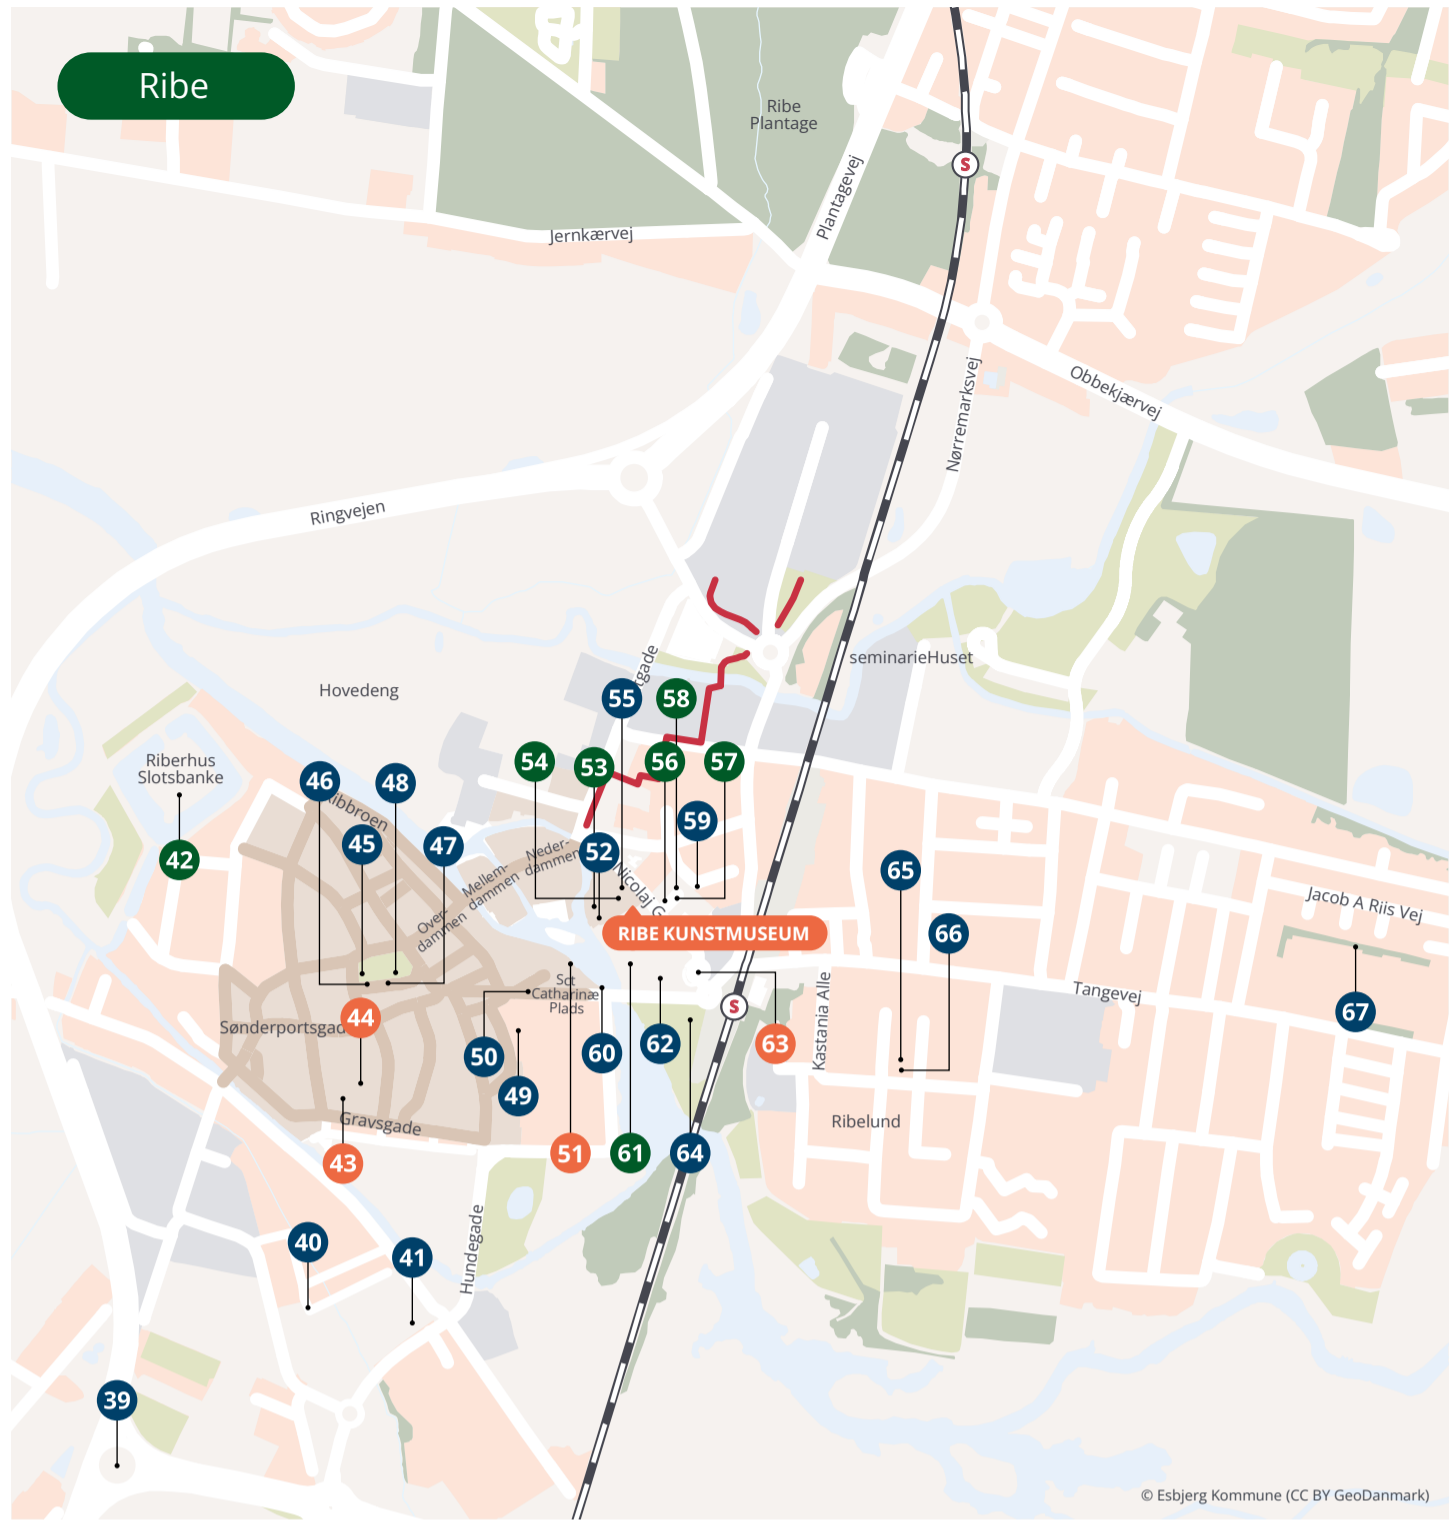 Ribe
Ribe
Plantage
S
Plantagevej
Jernkærvej
Obbekjærvej
Nørremarksvej
Ringvejen
seminarieHuset
Hovedeng
55
58
Riberhus
Slotsbanke
54
53
56
57
46
48
59
45
47
52
42
Neder-
dammen
Mellem-
dammen
Over-
dammen
65
Jacob A Riis Vej
RIBE KUNSTMUSEUM
66
Sct
Catharinæ
Plads
Tangevej
S
67
44
Kastania Alle
50
60
62
63
49
Ribelund
Gravsgade
43
51
61
64
40
41
Hundegade
39
© Esbjerg Kommune (CC BY GeoDanmark)